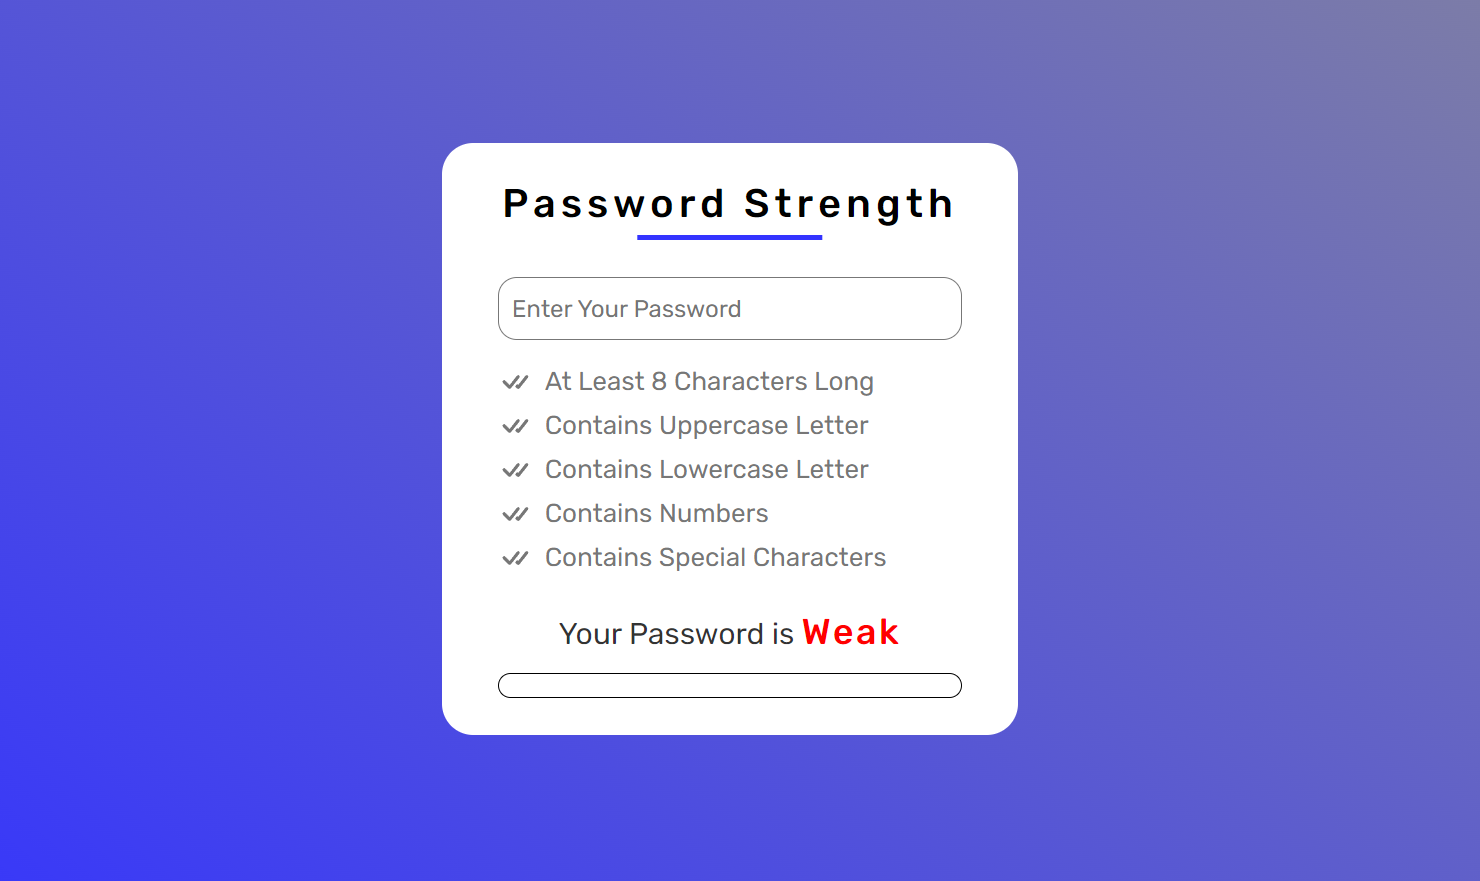 Password Strength
Enter Your Password
At Least 8 Characters Long
Contains Uppercase Letter
Contains Lowercase Letter
Contains Numbers
Contains Special Characters
Your Password is Weak